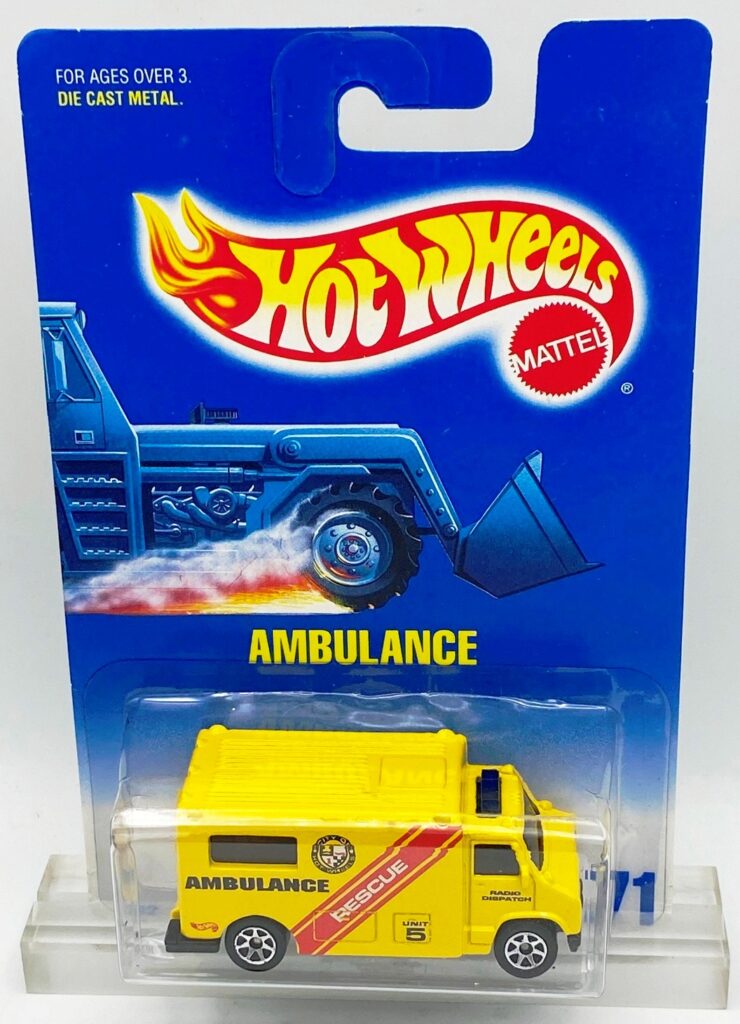 FOR AGES OVER 3.
DIE CAST METAL.
HOT WHEELS
MATTEL
®
AMBULANCE
AMBULANCE
RESCUE
RADIO
DISPATCH
UNIT
5
71